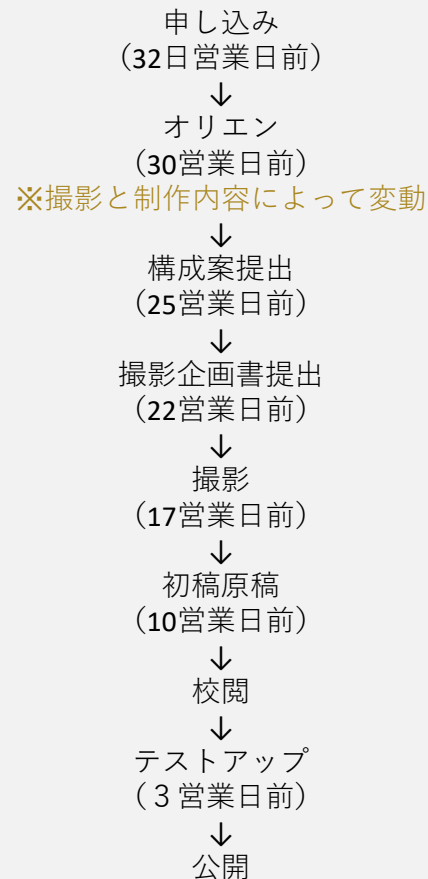 申し込み
（32日営業日前）
↓
オリエン
（30営業日前）
※撮影と制作内容によって変動
↓
構成案提出
（25営業日前）
↓
撮影企画書提出
（22営業日前）
↓
撮影
（17営業日前）
↓
初稿原稿
（10営業日前）
↓
校閲
↓
テストアップ
（３営業日前）
↓
公開